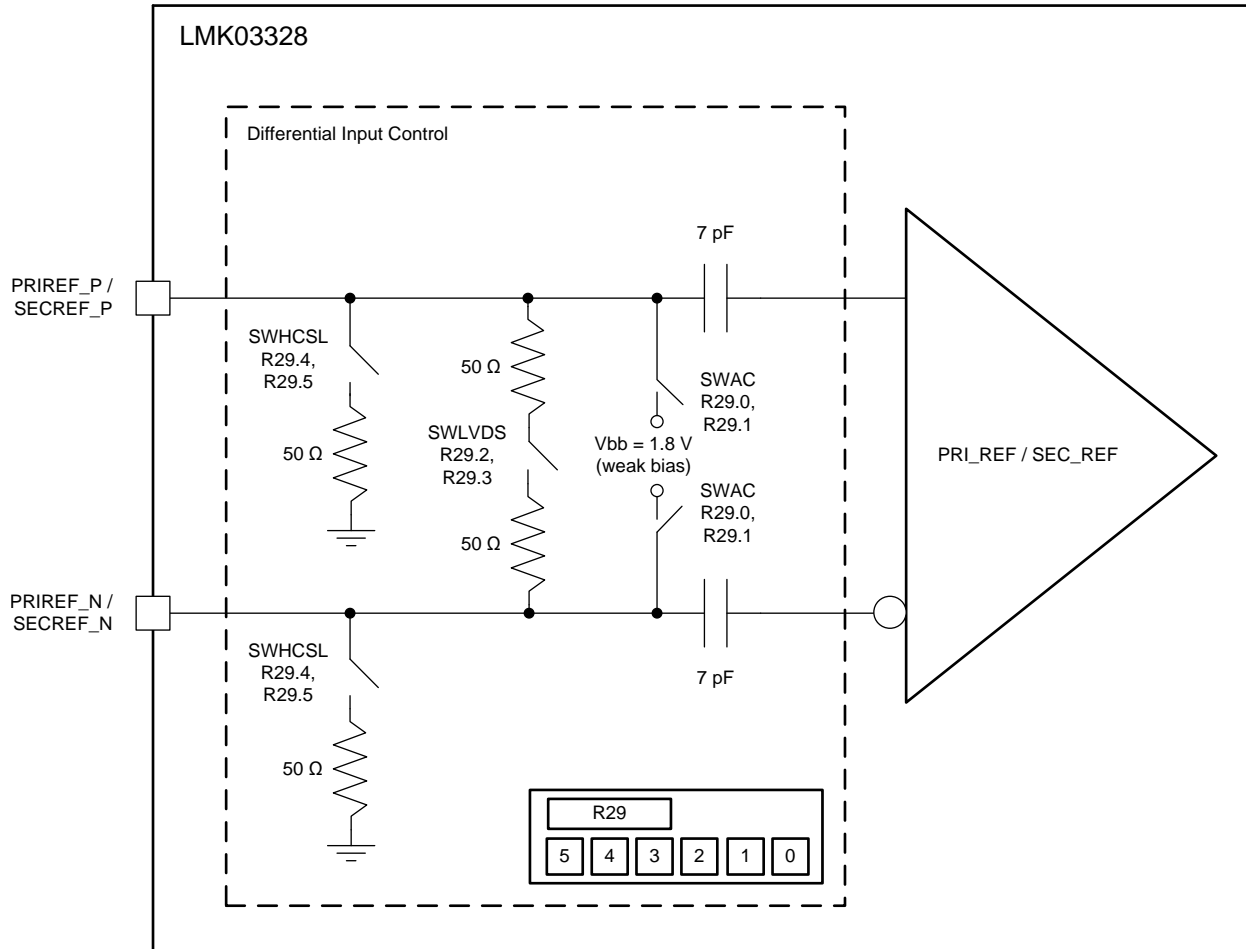 LMK03328
Differential Input Control
7 pF
PRIREF_P /
SECREF_P
SWHCSL
R29.4,
R29.5
50 Ω
50 Ω
SWLVDS
R29.2,
R29.3
50 Ω
SWAC
R29.0,
R29.1
Vbb = 1.8 V
(weak bias)
SWAC
R29.0,
R29.1
PRI_REF / SEC_REF
PRIREF_N /
SECREF_N
7 pF
SWHCSL
R29.4,
R29.5
50 Ω
R29
5 4 3 2 1 0